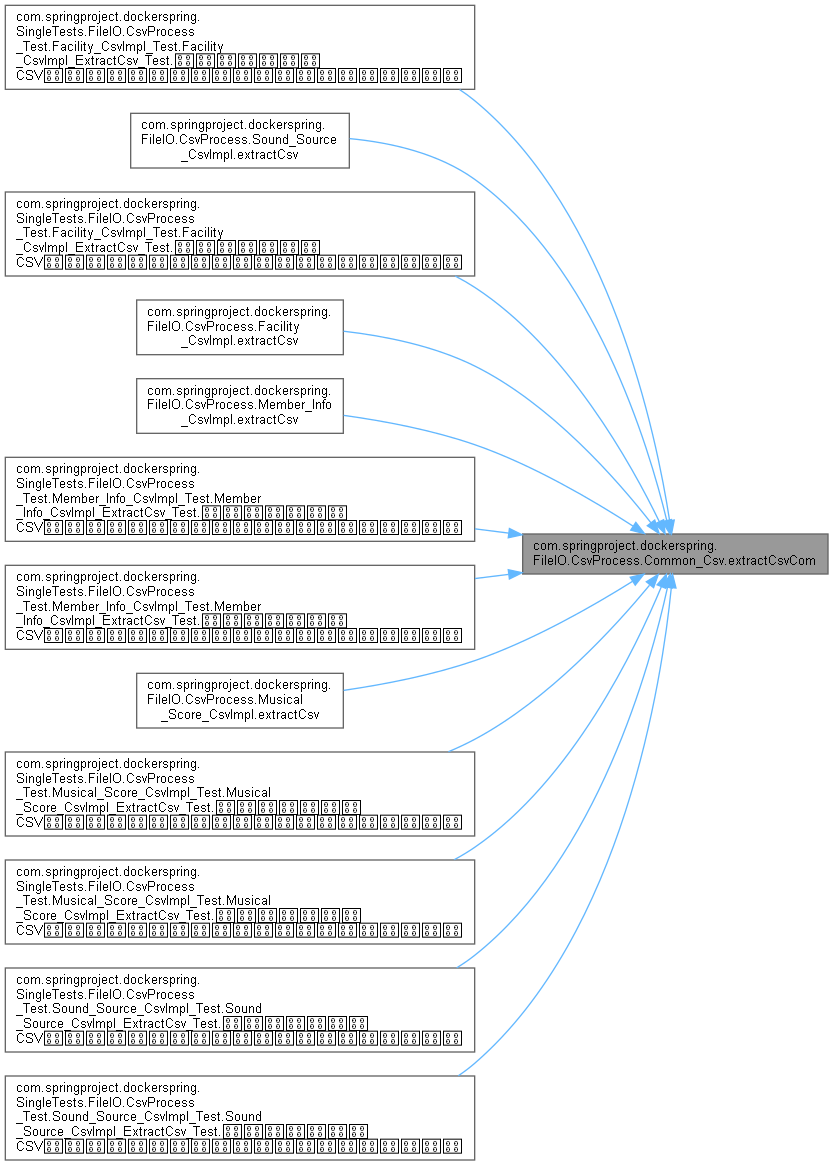 com.springproject.dockerspring.
SingleTests.FileIO.CsvProcess
_Test.Facility_CsvImpl_Test.Facility
_CsvImpl_ExtractCsv_Test.
CSV
com.springproject.dockerspring.
FileIO.CsvProcess.Sound_Source
_CsvImpl.extractCsv
com.springproject.dockerspring.
SingleTests.FileIO.CsvProcess
_Test.Facility_CsvImpl_Test.Facility
_CsvImpl_ExtractCsv_Test.
CSV
com.springproject.dockerspring.
FileIO.CsvProcess.Facility
_CsvImpl.extractCsv
com.springproject.dockerspring.
FileIO.CsvProcess.Member_Info
_CsvImpl.extractCsv
com.springproject.dockerspring.
SingleTests.FileIO.CsvProcess
_Test.Member_Info_CsvImpl_Test.Member
_Info_CsvImpl_ExtractCsv_Test.
CSV
com.springproject.dockerspring.
FileIO.CsvProcess.Common_Csv.extractCsvCom
com.springproject.dockerspring.
SingleTests.FileIO.CsvProcess
_Test.Member_Info_CsvImpl_Test.Member
_Info_CsvImpl_ExtractCsv_Test.
CSV
com.springproject.dockerspring.
FileIO.CsvProcess.Musical
_Score_CsvImpl.extractCsv
com.springproject.dockerspring.
SingleTests.FileIO.CsvProcess
_Test.Musical_Score_CsvImpl_Test.Musical
_Score_CsvImpl_ExtractCsv_Test.
CSV
com.springproject.dockerspring.
SingleTests.FileIO.CsvProcess
_Test.Musical_Score_CsvImpl_Test.Musical
_Score_CsvImpl_ExtractCsv_Test.
CSV
com.springproject.dockerspring.
SingleTests.FileIO.CsvProcess
_Test.Sound_Source_CsvImpl_Test.Sound
_Source_CsvImpl_ExtractCsv_Test.
CSV
com.springproject.dockerspring.
SingleTests.FileIO.CsvProcess
_Test.Sound_Source_CsvImpl_Test.Sound
_Source_CsvImpl_ExtractCsv_Test.
CSV